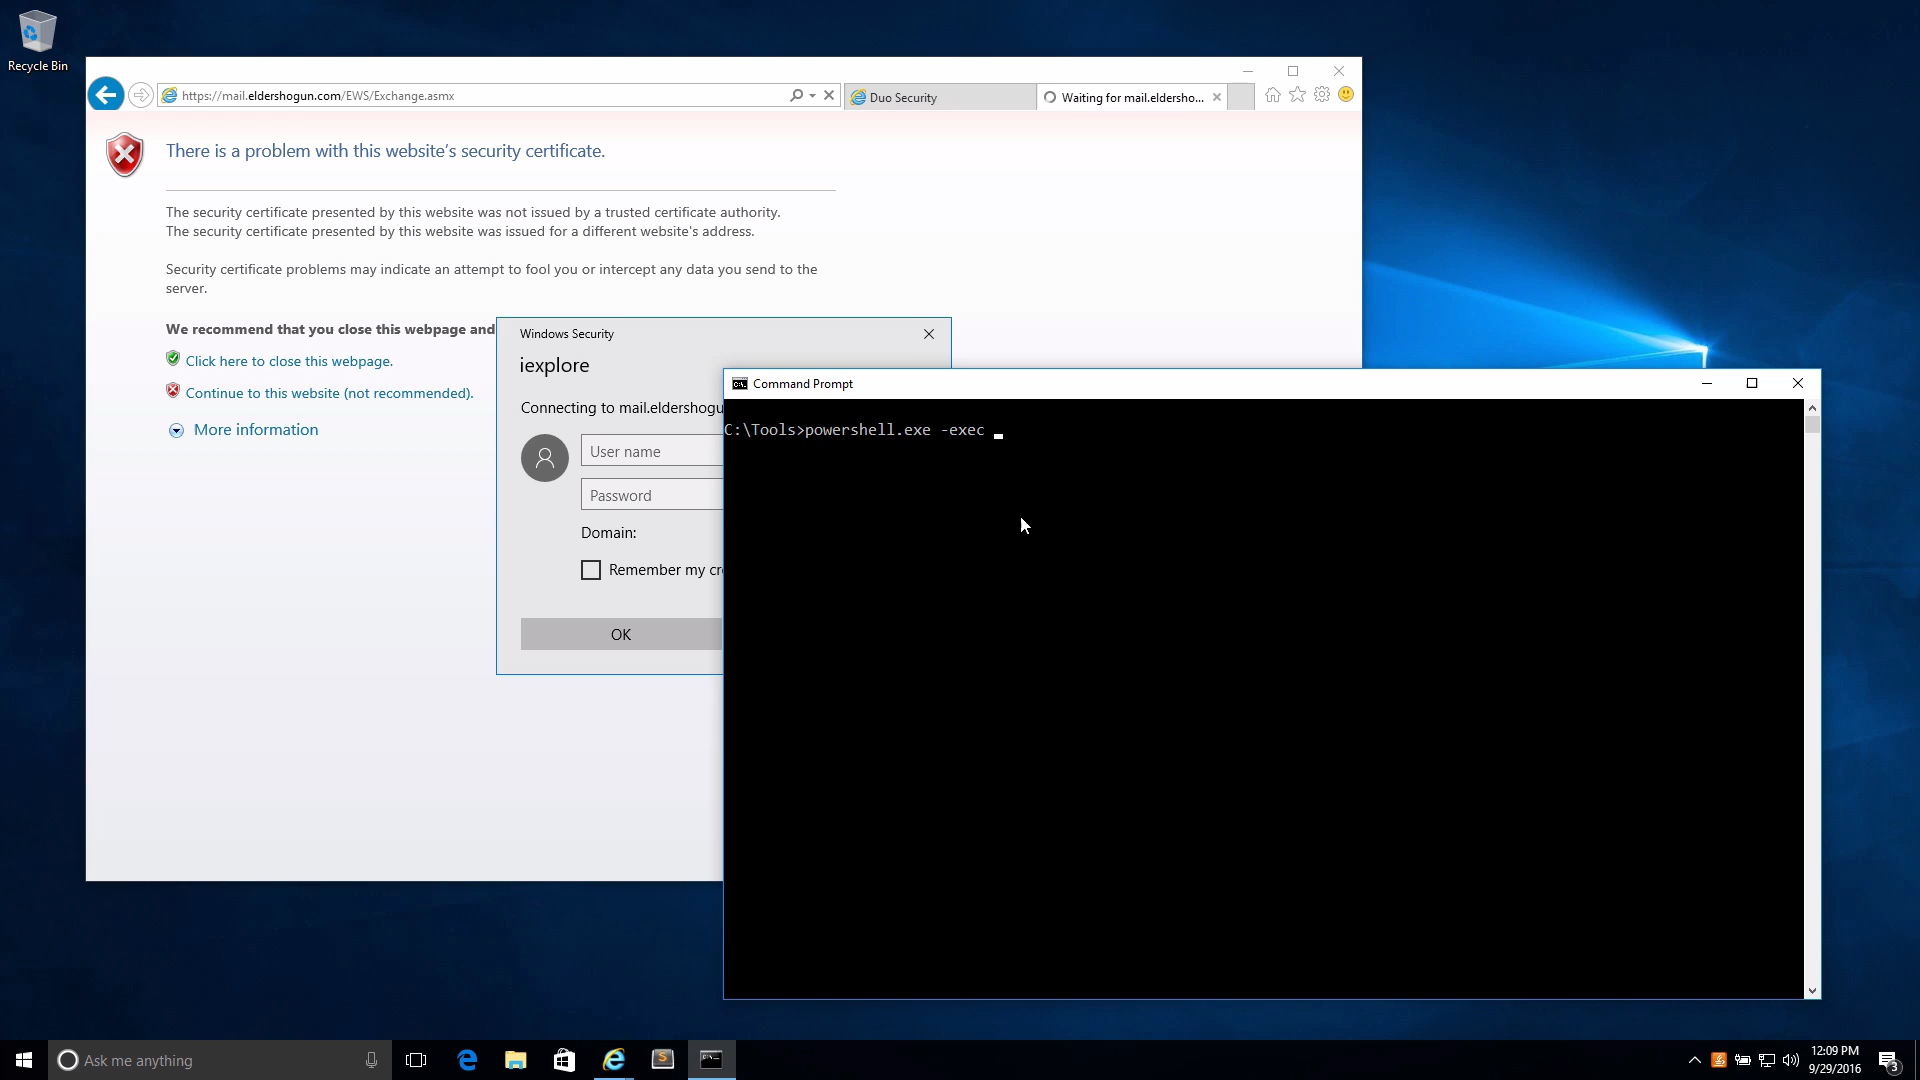 Recycle Bin
https://mail.eldershogun.com/EWS/Exchange.asmx
Duo Security
Waiting for mail.eldersho...
There is a problem with this website's security certificate.
The security certificate presented by this website was not issued by a trusted certificate authority.
The security certificate presented by this website was issued for a different website's address.
Security certificate problems may indicate an attempt to fool you or intercept any data you send to the
server.
We recommend that you close this webpage and
Click here to close this webpage.
Continue to this website (not recommended).
More information
Windows Security
iexplore
Connecting to mail.eldershogu
User name
Password
Domain:
Remember my cr
OK
Command Prompt
C:\Tools>powershell.exe -exec
Ask me anything
12:09 PM
9/29/2016
3